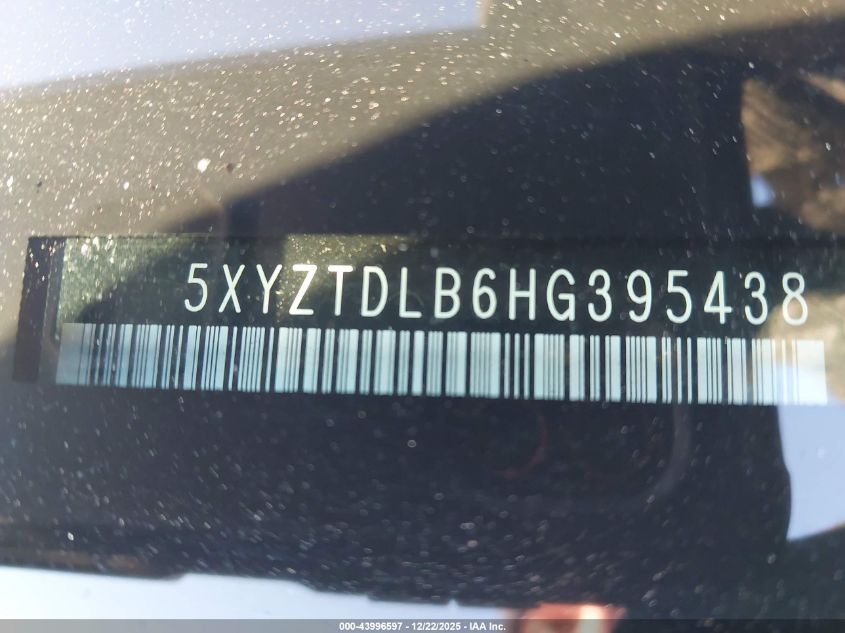 5XYZTDLB6HG395438
000-43996597 - 12/22/2025 - IAA Inc.